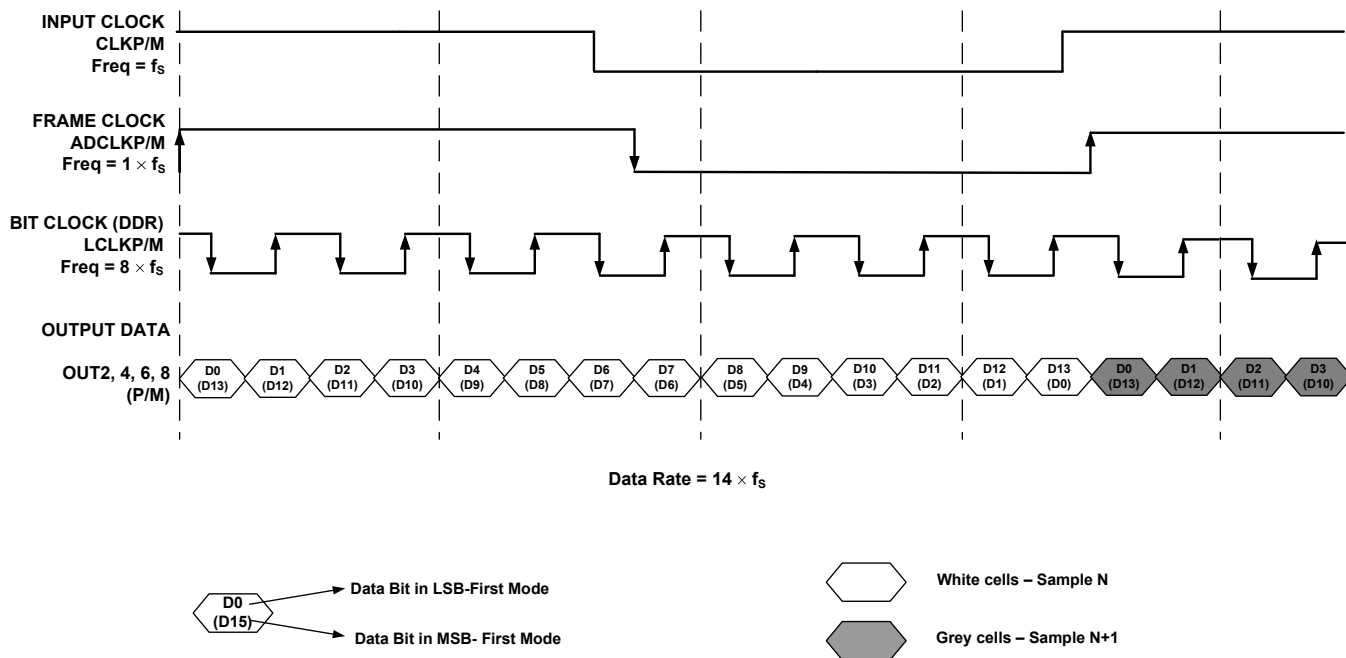 INPUT CLOCK
CLKP/M
Freq = fS
FRAME CLOCK
ADCLKP/M
Freq = 1 × fS
BIT CLOCK (DDR)
LCLKP/M
Freq = 8 × fS
OUTPUT DATA
OUT2, 4, 6, 8
(P/M)
D0
(D13)
D1
(D12)
D2
(D11)
D3
(D10)
D4
(D9)
D5
(D8)
D6
(D7)
D7
(D6)
D8
(D5)
D9
(D4)
D10
(D3)
D11
(D2)
D12
(D1)
D13
(D0)
D0
(D13)
D1
(D12)
D2
(D11)
D3
(D10)
Data Rate = 14 × fS
D0
(D15)
Data Bit in LSB-First Mode
Data Bit in MSB- First Mode
White cells – Sample N
Grey cells – Sample N+1